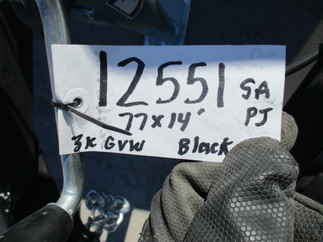 12551 SA
77x14' PJ
3K GVW Black